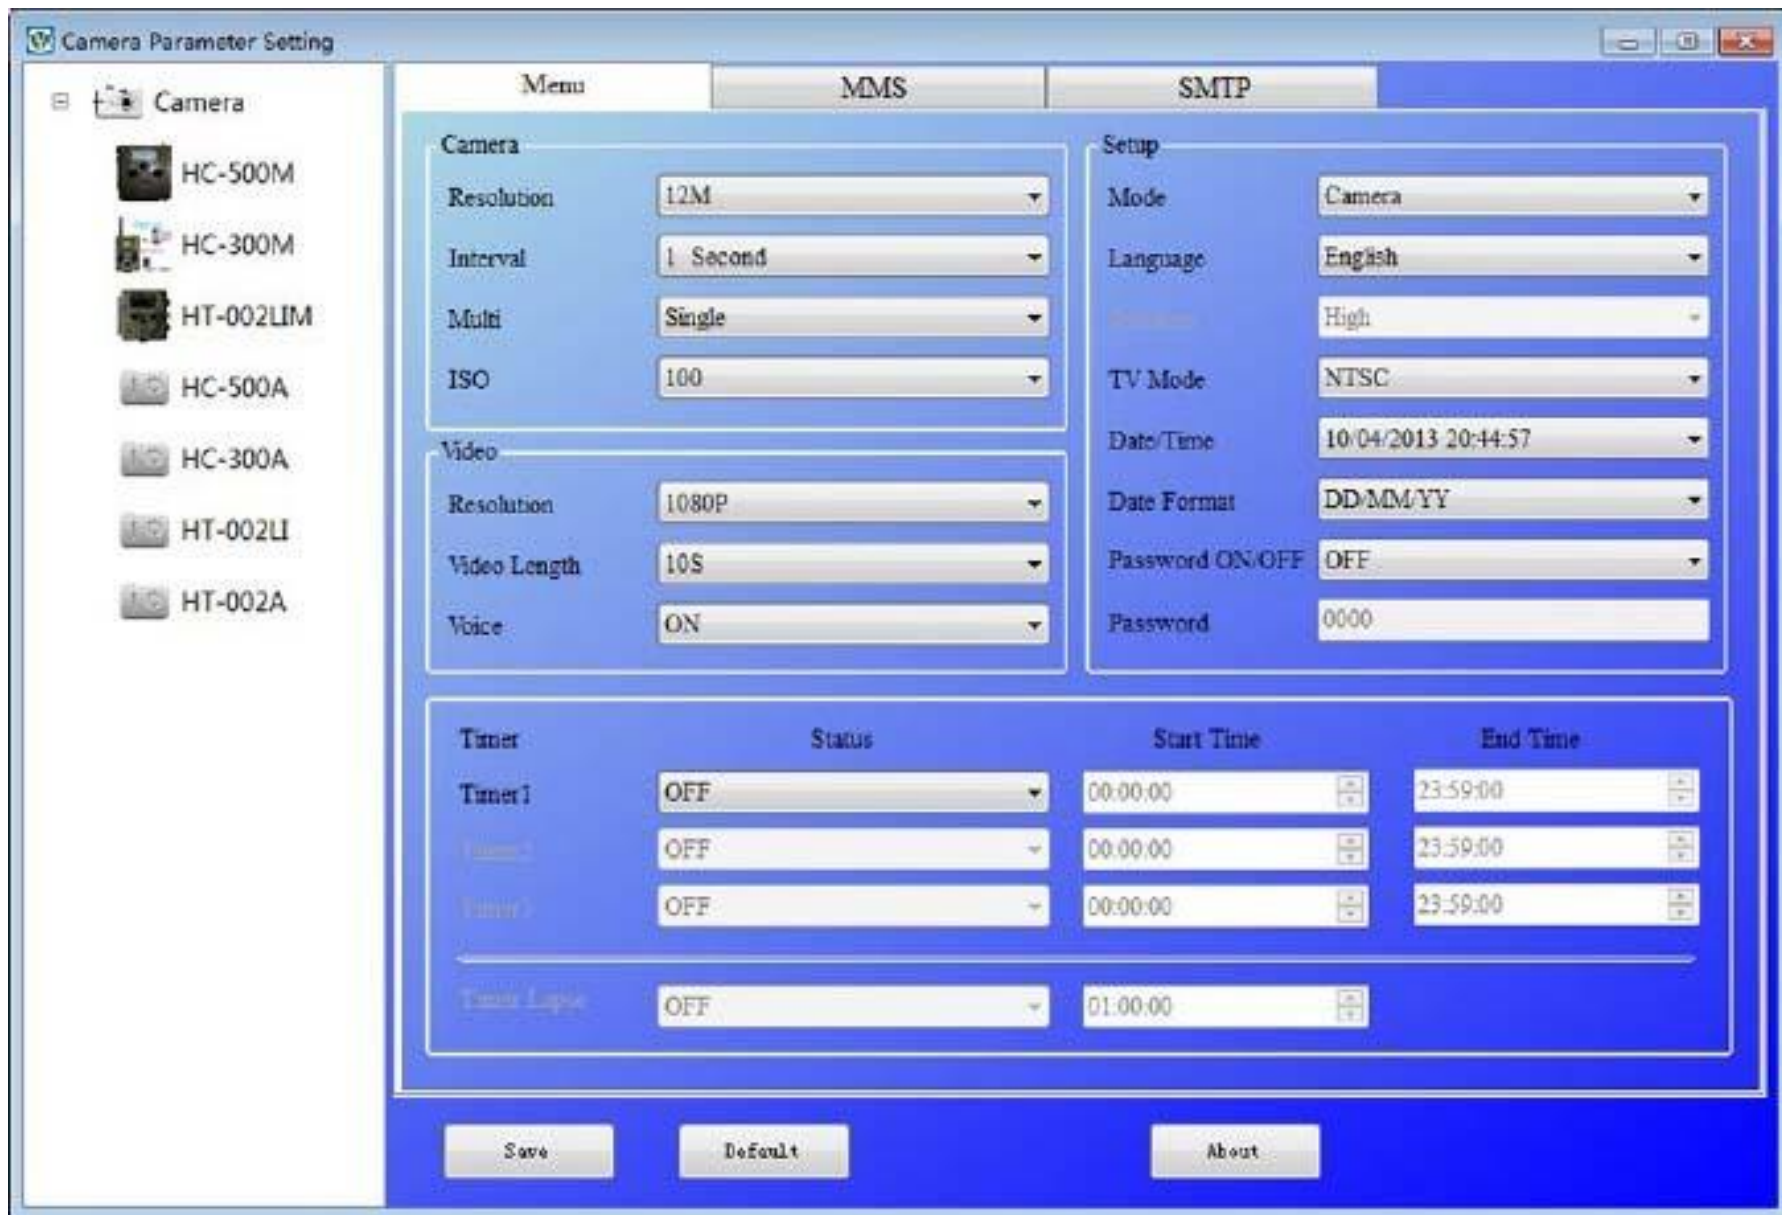 Camera Parameter Setting
Camera
HC-500M
HC-300M
HT-002LIM
HC-500A
HC-300A
HT-002LI
HT-002A
Menu MMS SMTP
Camera
Resolution 12M
Interval 1 Second
Multi Single
ISO 100
Video
Resolution 1080P
Video Length 10S
Voice ON
Setup
Mode Camera
Language English
High
TV Mode NTSC
Date/Time 10/04/2013 20:44:57
Date Format DD/MM/YY
Password ON/OFF OFF
Password 0000
Timer Status Start Time End Time
Timer1 OFF 00:00:00 23:59:00
Timer2 OFF 00:00:00 23:59:00
Timer3 OFF 00:00:00 23:59:00
Timer Lapse OFF 01:00:00
Save Default About